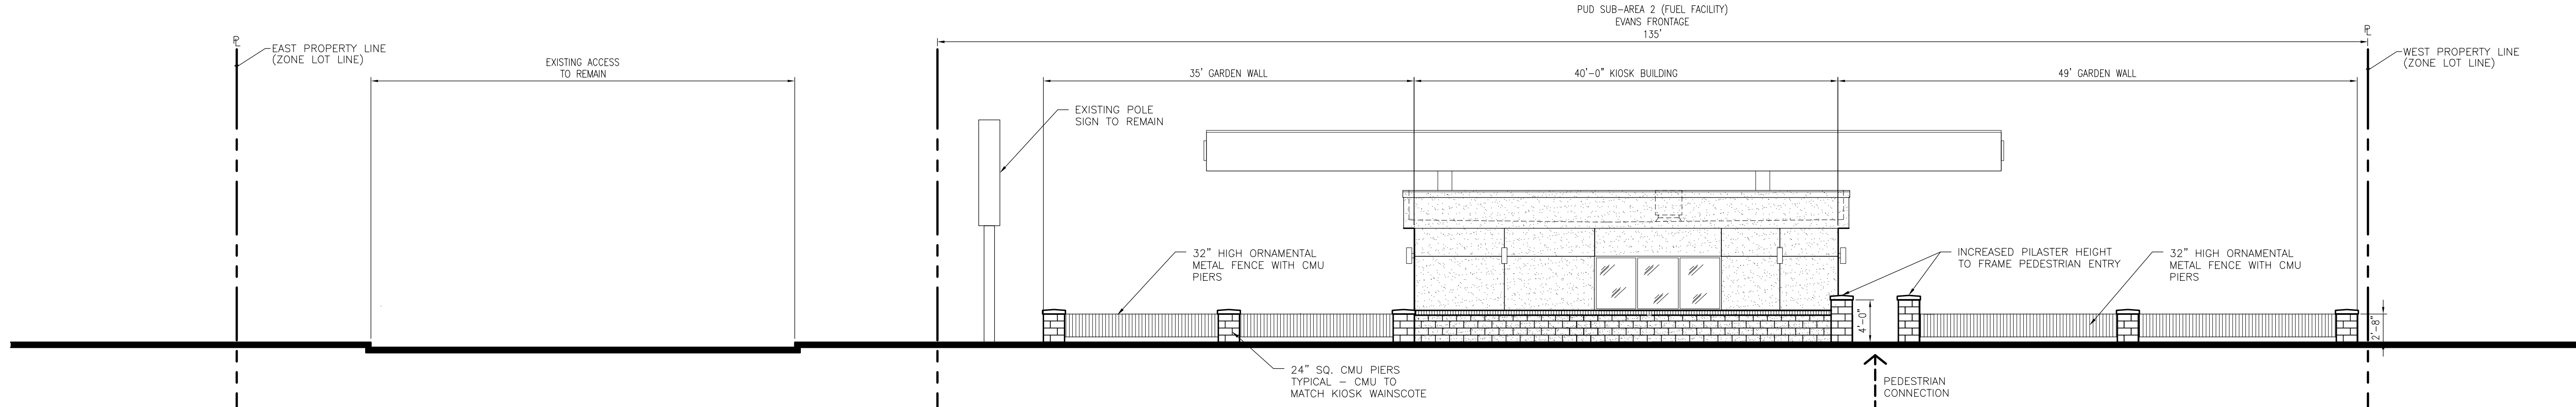 PUD SUB-AREA 2 (FUEL FACILITY)
EVANS FRONTAGE
135'
PL
EAST PROPERTY LINE
(ZONE LOT LINE)
EXISTING ACCESS
TO REMAIN
35' GARDEN WALL
40'-0" KIOSK BUILDING
49' GARDEN WALL
PL
WEST PROPERTY LINE
(ZONE LOT LINE)
EXISTING POLE
SIGN TO REMAIN
32" HIGH ORNAMENTAL
METAL FENCE WITH CMU
PIERS
INCREASED PILASTER HEIGHT
TO FRAME PEDESTRIAN ENTRY
32" HIGH ORNAMENTAL
METAL FENCE WITH CMU
PIERS
4'-0"
2'-8"
24" SQ. CMU PIERS
TYPICAL – CMU TO
MATCH KIOSK WAINSCOTE
PEDESTRIAN
CONNECTION